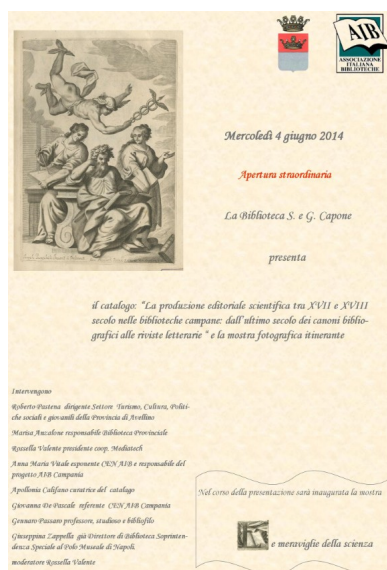 AIB
ASSOCIAZIONE
ITALIANA
BIBLIOTECHE
Mercoledì 4 giugno 2014
Apertura straordinaria
La Biblioteca S. e G. Capone
presenta
il catalogo: “La produzione editoriale scientifica tra XVII e XVIII
secolo nelle biblioteche campane: dall’ultimo secolo dei canoni biblio-
grafici alle riviste letterarie “ e la mostra fotografica itinerante
Intervengono
Roberto Pastena dirigente Settore Turismo, Cultura, Politi-
che sociali e giovanili della Provincia di Avellino
Marisa Anzalone responsabile Biblioteca Provinciale
Rossella Valente presidente coop. Mediatech
Anna Maria Vitale esponente CEN AIB e responsabile del
progetto AIB Campania
Apollonia Califano curatrice del catalogo
Giovanna De Pascale referente CEN AIB Campania
Gennaro Passaro professore, studioso e bibliofilo
Giuseppina Zappella già Direttore di Biblioteca Soprinten-
denza Speciale al Polo Museale di Napoli.
moderatore Rossella Valente
Nel corso della presentazione sarà inaugurata la mostra
e meraviglie della scienza